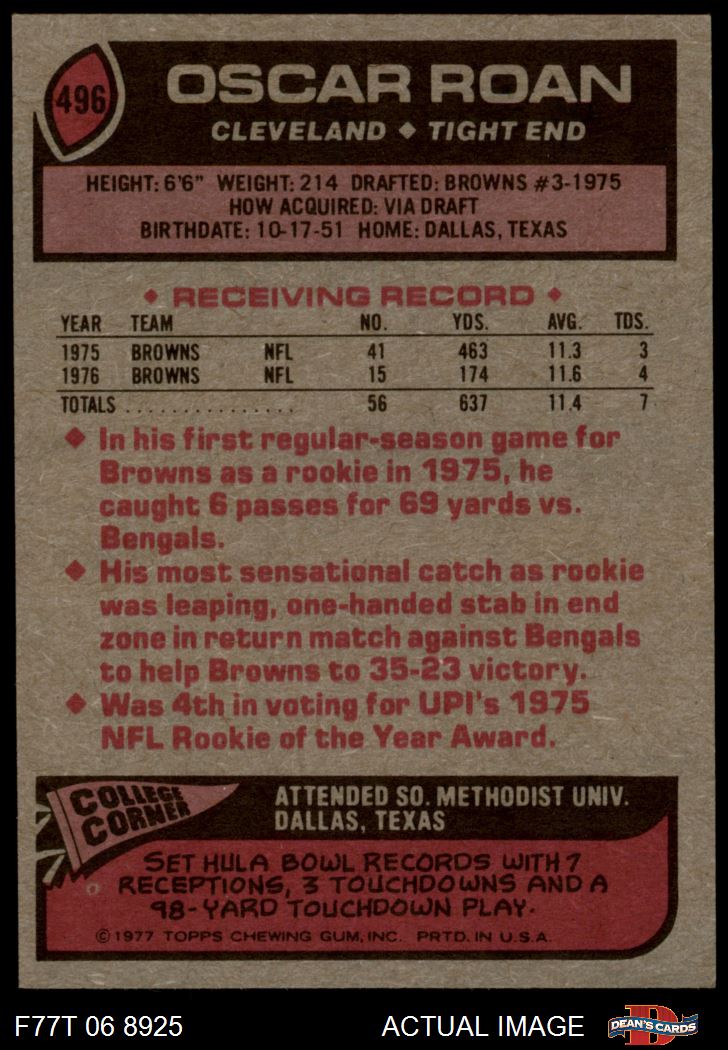 496
OSCAR ROAN
CLEVELAND ◆ TIGHT END
HEIGHT: 6'6" WEIGHT: 214 DRAFTED: BROWNS #3-1975
HOW ACQUIRED: VIA DRAFT
BIRTHDATE: 10-17-51 HOME: DALLAS, TEXAS
◆ RECEIVING RECORD ◆
YEAR TEAM NO. YDS. AVG. TDS.
1975 BROWNS NFL 41 463 11.3 3
1976 BROWNS NFL 15 174 11.6 4
TOTALS . . . . . . . . . . . . . . . 56 637 11.4 7
◆ In his first regular-season game for
Browns as a rookie in 1975, he
caught 6 passes for 69 yards vs.
Bengals.
◆ His most sensational catch as rookie
was leaping, one-handed stab in end
zone in return match against Bengals
to help Browns to 35-23 victory.
◆ Was 4th in voting for UPI's 1975
NFL Rookie of the Year Award.
COLLEGE
CORNER
ATTENDED SO. METHODIST UNIV.
DALLAS, TEXAS
SET HULA BOWL RECORDS WITH 7
RECEPTIONS, 3 TOUCHDOWNS AND A
98-YARD TOUCHDOWN PLAY.
©1977 TOPPS CHEWING GUM, INC. PRTD. IN U.S.A.
F77T 06 8925 ACTUAL IMAGE
D
DEAN'S CARDS